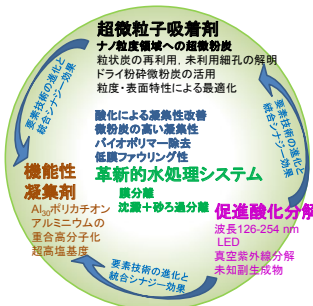 超微粒子吸着剤
ナノ粒度領域への超微粉炭
粒状炭の再利用，未利用細孔の解明
ドライ粉砕微粉炭の活用
粒度・表面特性による最適化
要素技術の進化と
統合シナジー効果
要素技術の進化と
統合シナジー効果
酸化による凝集性改善
微粉炭の高い凝集性
バイオポリマー除去
低膜ファウリング性
革新的水処理システム
膜分離
沈澱＋砂ろ過分離
機能性
凝集剤
Al30ポリカチオン
アルミニウムの
重合高分子化
超高塩基度
促進酸化分解
波長126-254 nm
LED
真空紫外線分解
未知副生成物
要素技術の進化と
統合シナジー効果